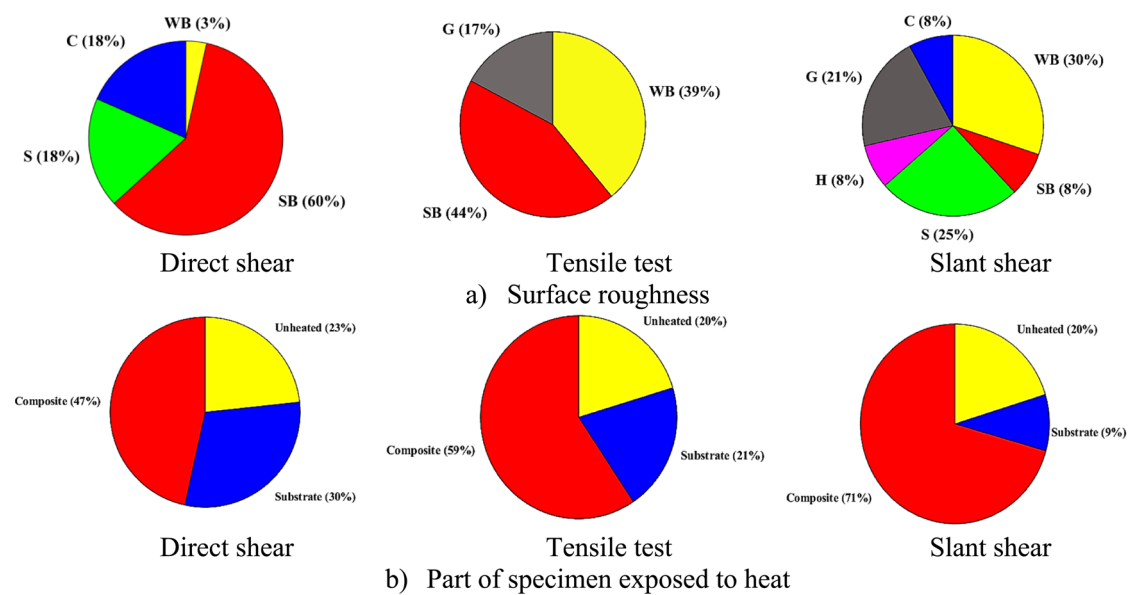 WB (3%)
C (18%)
S (18%)
SB (60%)
Direct shear
G (17%)
WB (39%)
SB (44%)
Tensile test
C (8%)
WB (30%)
G (21%)
H (8%)
SB (8%)
S (25%)
Slant shear
a) Surface roughness
Unheated (23%)
Composite (47%)
Substrate (30%)
Direct shear
Unheated (20%)
Composite (59%)
Substrate (21%)
Tensile test
Unheated (20%)
Substrate (9%)
Composite (71%)
Slant shear
b) Part of specimen exposed to heat